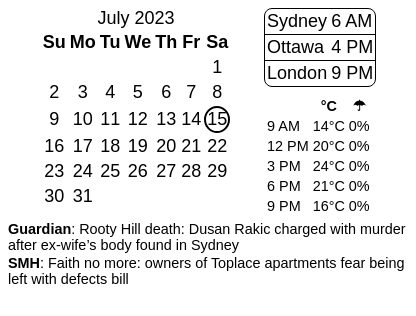 July 2023
Su Mo Tu We Th Fr Sa
1
2 3 4 5 6 7 8
9 10 11 12 13 14 15
16 17 18 19 20 21 22
23 24 25 26 27 28 29
30 31
Sydney 6 AM
Ottawa 4 PM
London 9 PM
°C ☂
9 AM 14°C 0%
12 PM 20°C 0%
3 PM 24°C 0%
6 PM 21°C 0%
9 PM 16°C 0%
Guardian: Rooty Hill death: Dusan Rakic charged with murder
after ex-wife’s body found in Sydney
SMH: Faith no more: owners of Toplace apartments fear being
left with defects bill